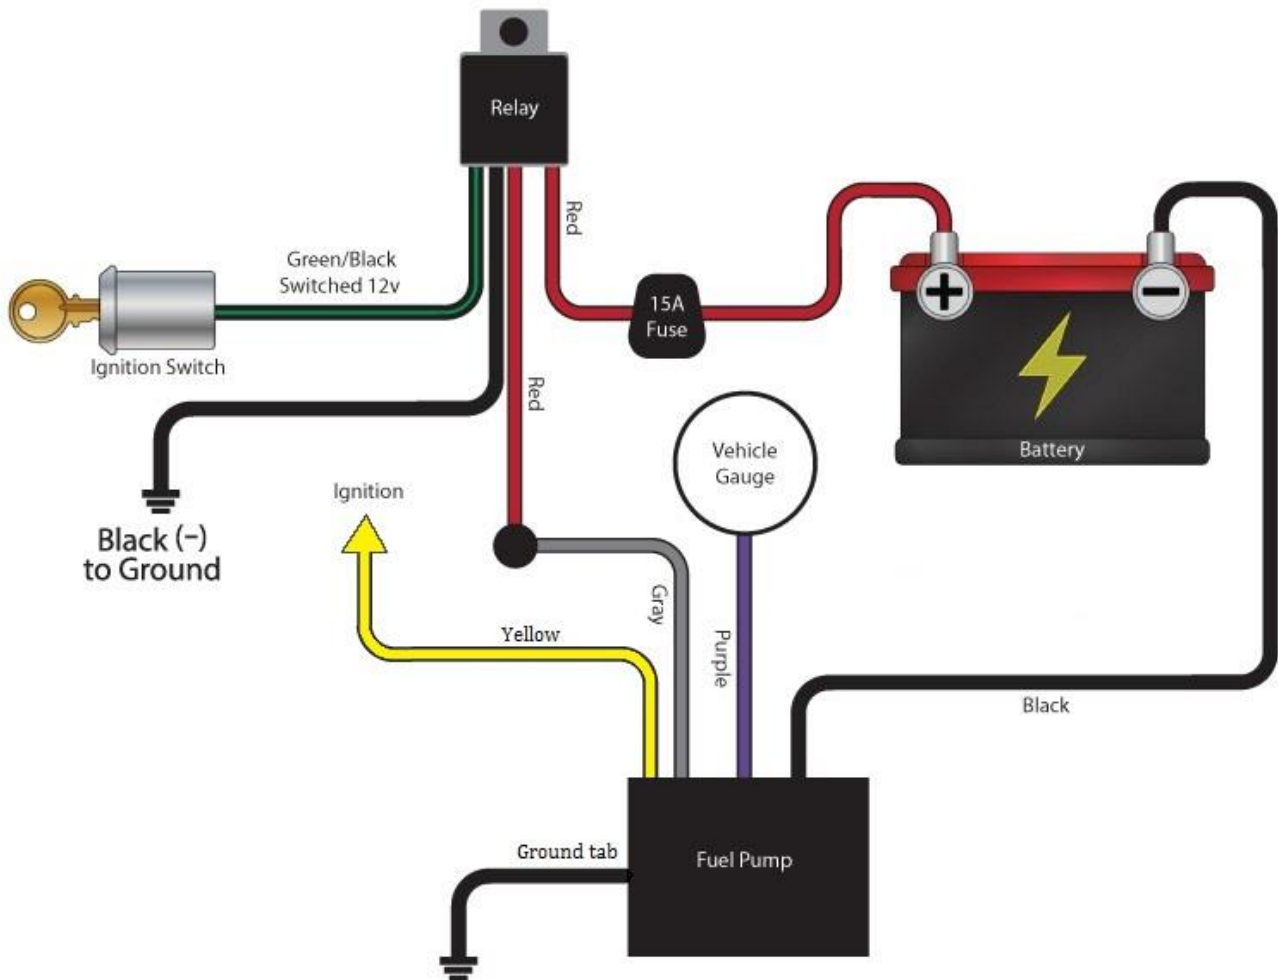 Relay
Red
Green/Black
Switched 12v
15A
Fuse
Ignition Switch
Red
Vehicle
Gauge
Battery
Ignition
Black (-)
to Ground
Gray
Yellow
Purple
Black
Ground tab
Fuel Pump